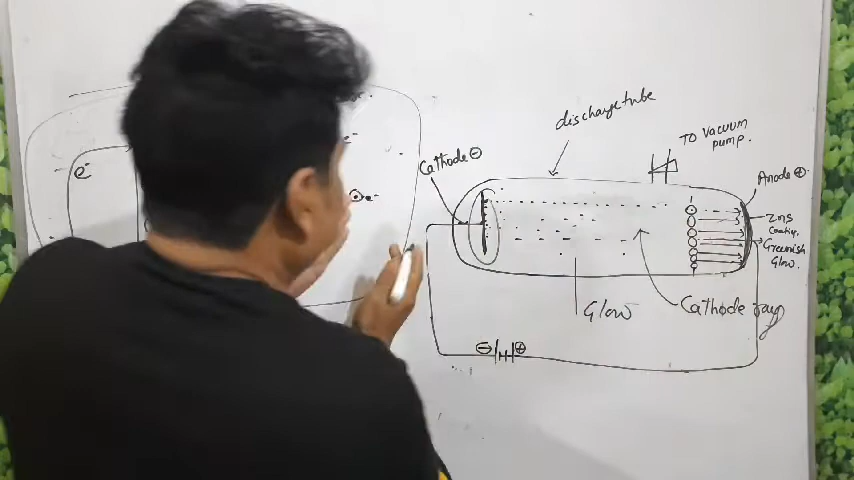 discharge tube
TO vacuum
pump.
Cathode ⊖
Anode ⊕
e-
e-
e-
ZnS
Coating
Greenish
Glow.
Glow
Cathode rays
⊖ ⊕